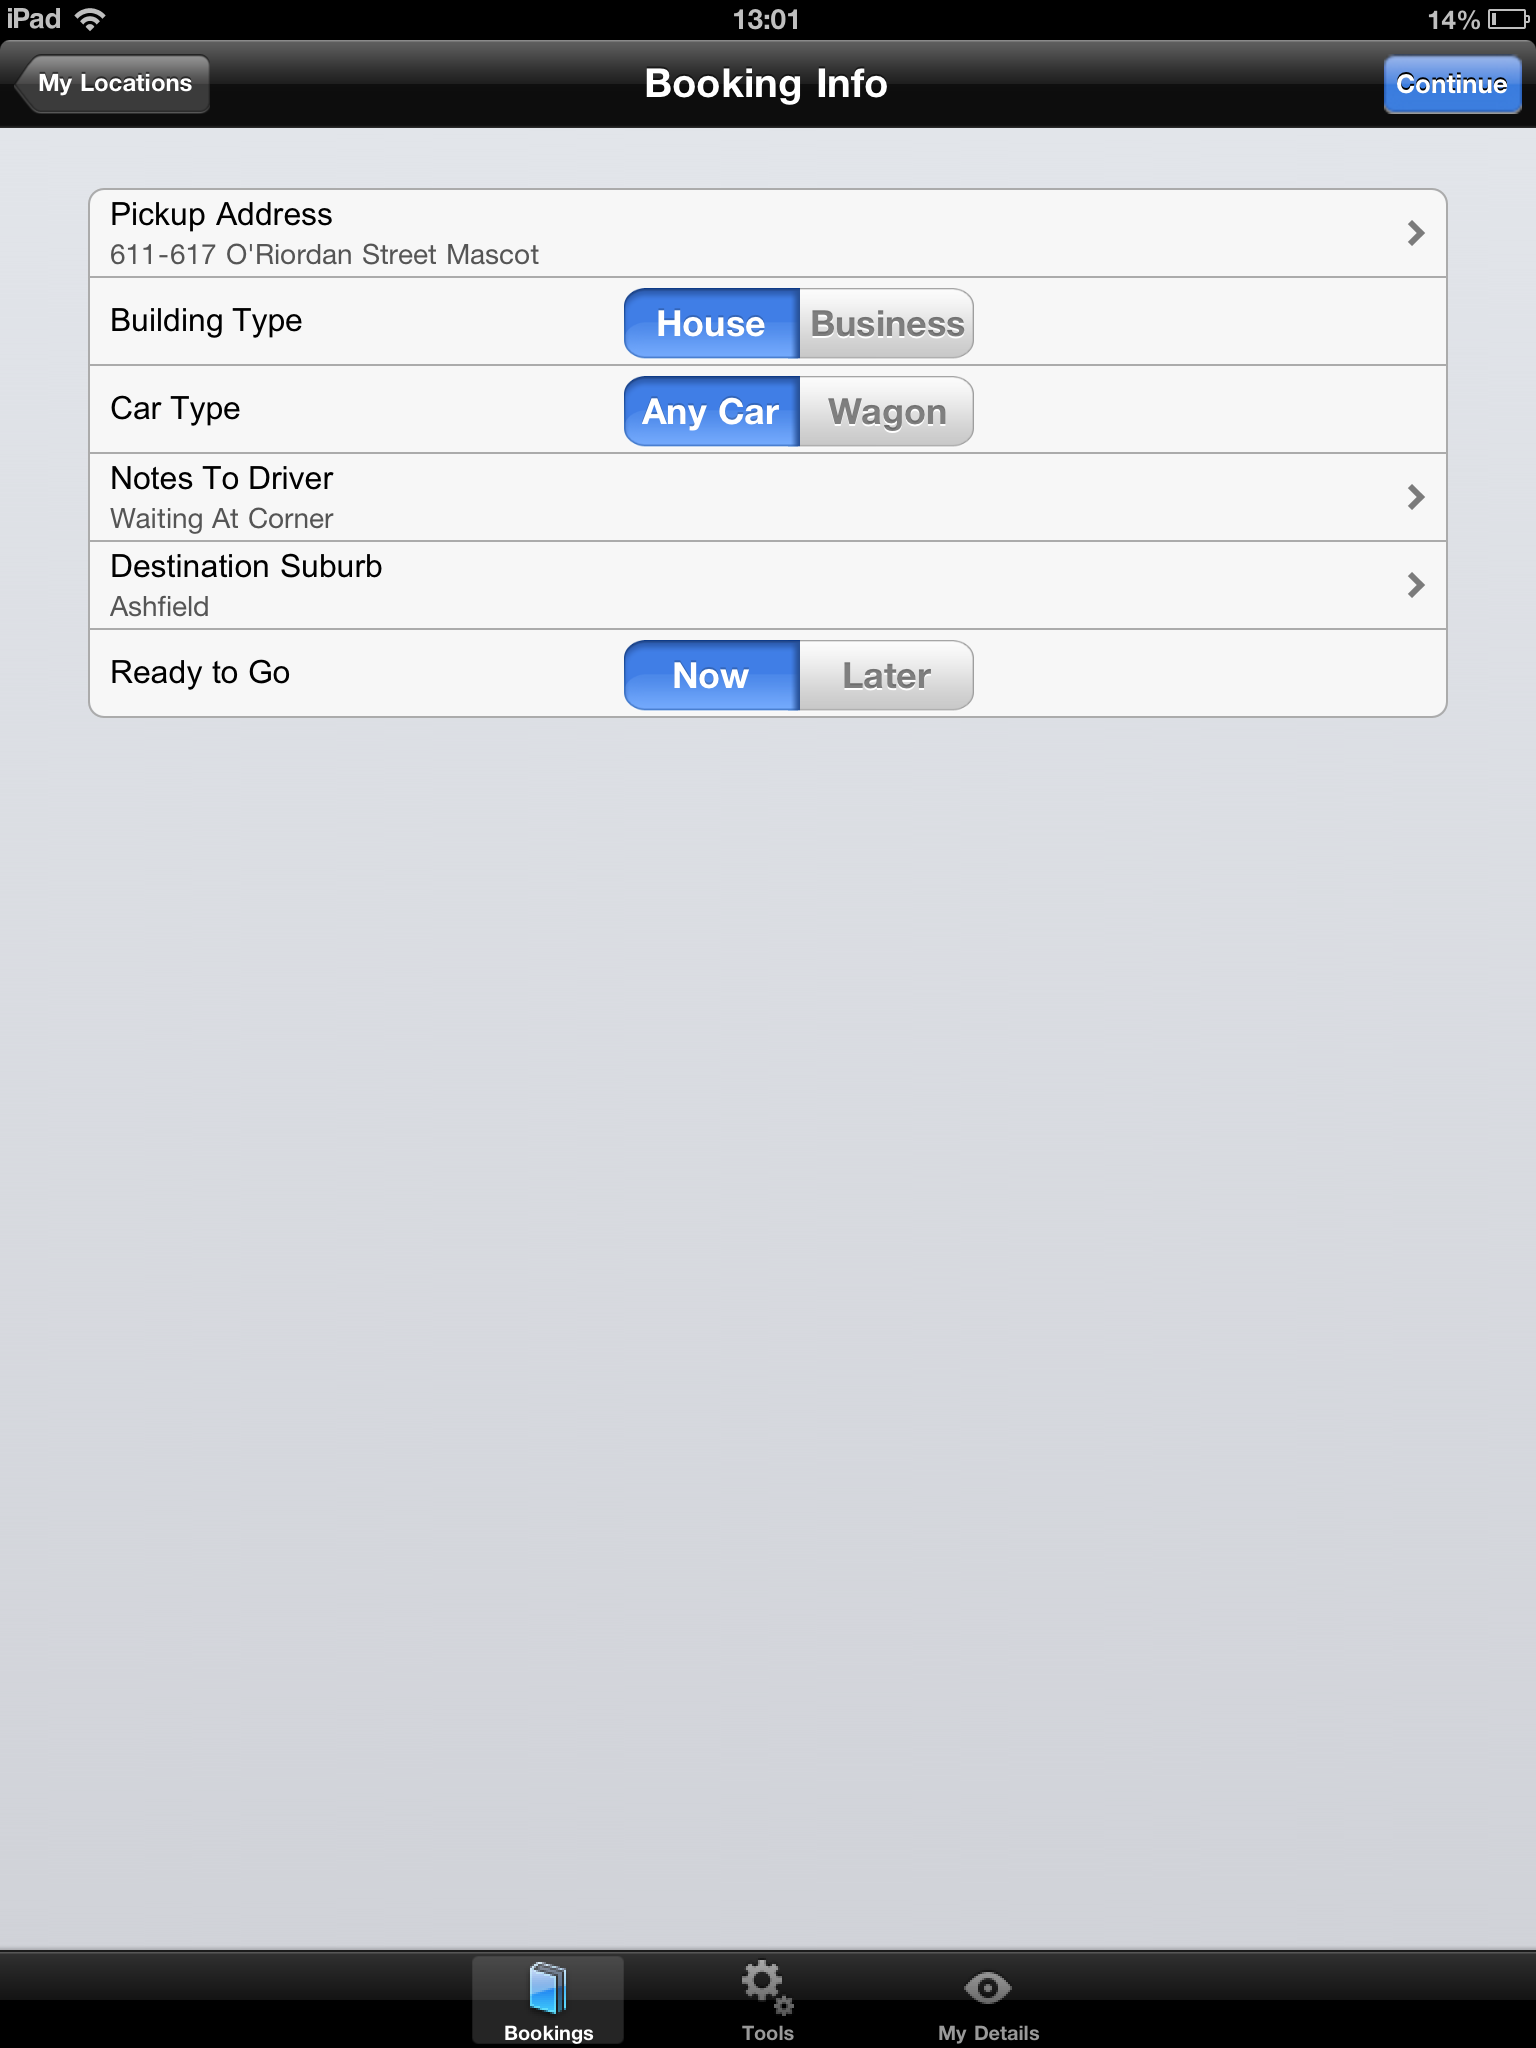 iPad 13:01 14%
My Locations Booking Info Continue
Pickup Address
611-617 O'Riordan Street Mascot
Building Type House Business
Car Type Any Car Wagon
Notes To Driver
Waiting At Corner
Destination Suburb
Ashfield
Ready to Go Now Later
Bookings Tools My Details